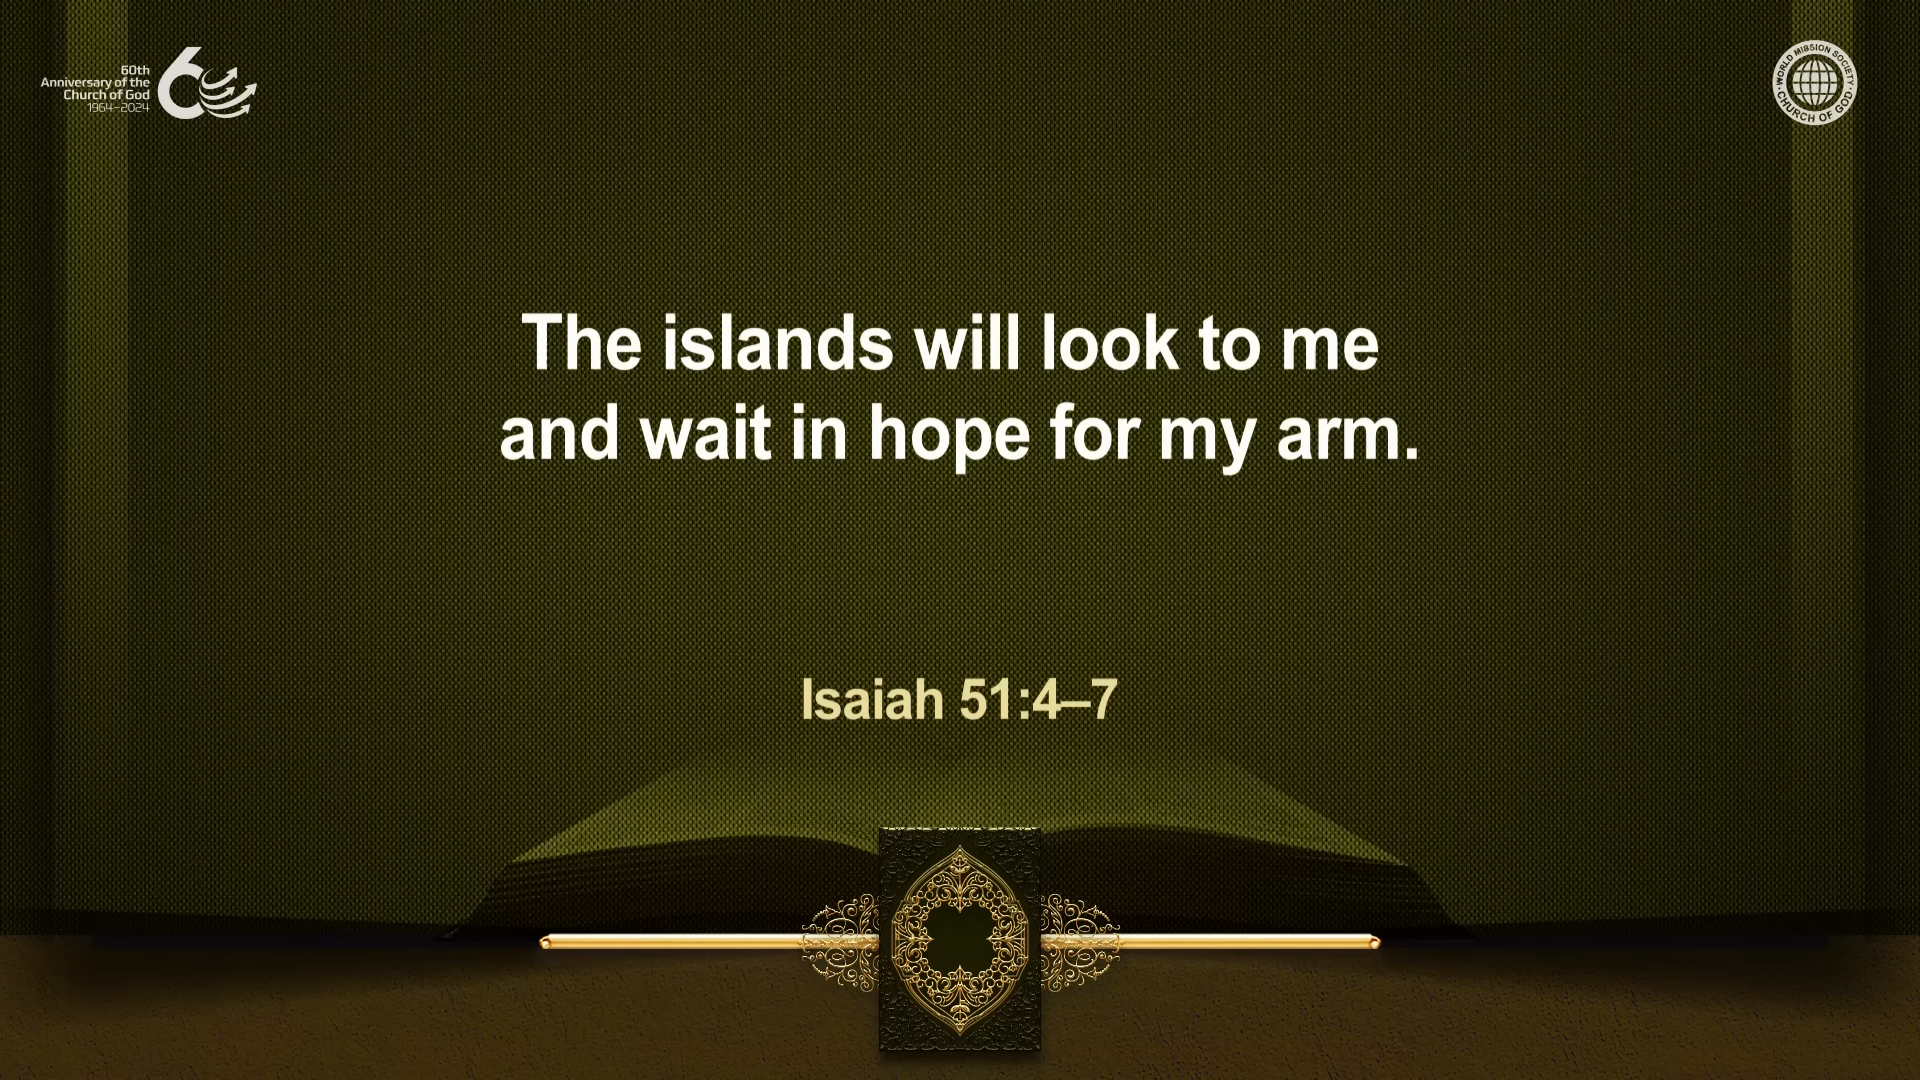 60th
Anniversary of the
Church of God
1964–2024
WORLD MISSION SOCIETY
CHURCH OF GOD
The islands will look to me
and wait in hope for my arm.
Isaiah 51:4–7